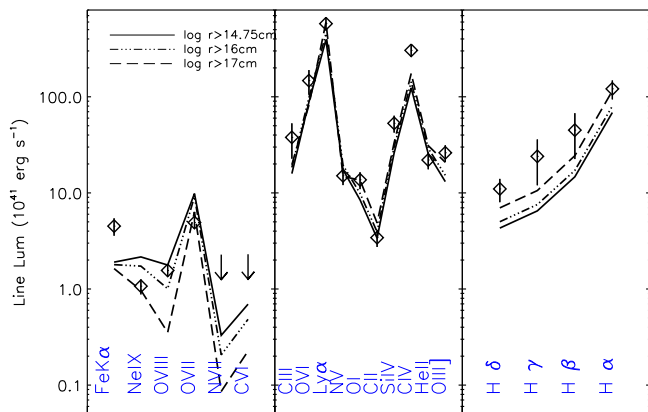 log r>14.75cm
log r>16cm
log r>17cm
Line Lum (10⁴¹ erg s⁻¹)
100.0
10.0
1.0
0.1
FeKα
NeIX
OVIII
OVII
NVII
CVI
CIII
OVI
Lyα
NV
OI
CII
SiIV
CIV
HeII
OIII]
H δ
H γ
H β
H α